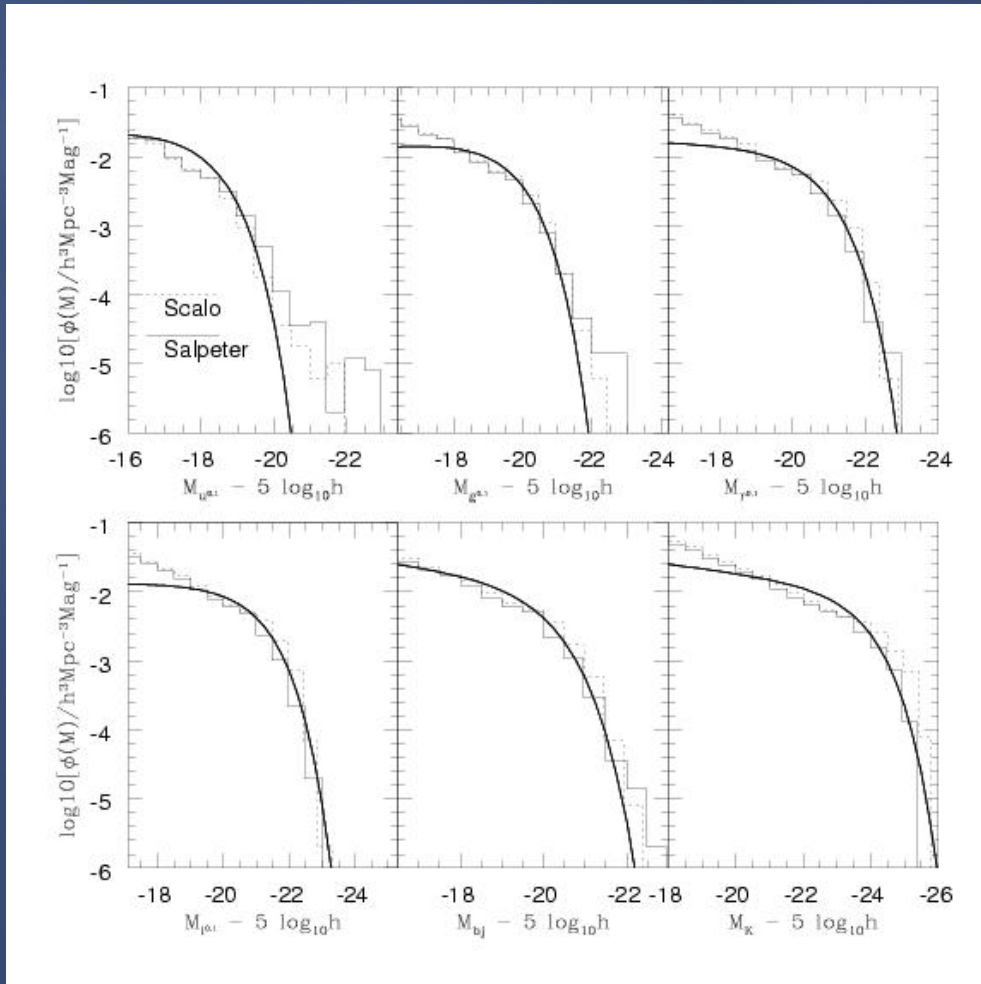 -1
-2
-3
-4
-5
-6
log10[ϕ(M)/h³Mpc⁻³Mag⁻¹]
Scalo
Salpeter
-16 -18 -20 -22
M_u^0.1 − 5 log₁₀h
-18 -20 -22 -24
M_g^0.1 − 5 log₁₀h
-18 -20 -22 -24
M_r^0.1 − 5 log₁₀h
-1
-2
-3
-4
-5
-6
log10[ϕ(M)/h³Mpc⁻³Mag⁻¹]
-18 -20 -22 -24
M_i^0.1 − 5 log₁₀h
-18 -20 -22
M_bj − 5 log₁₀h
-18 -20 -22 -24 -26
M_K − 5 log₁₀h